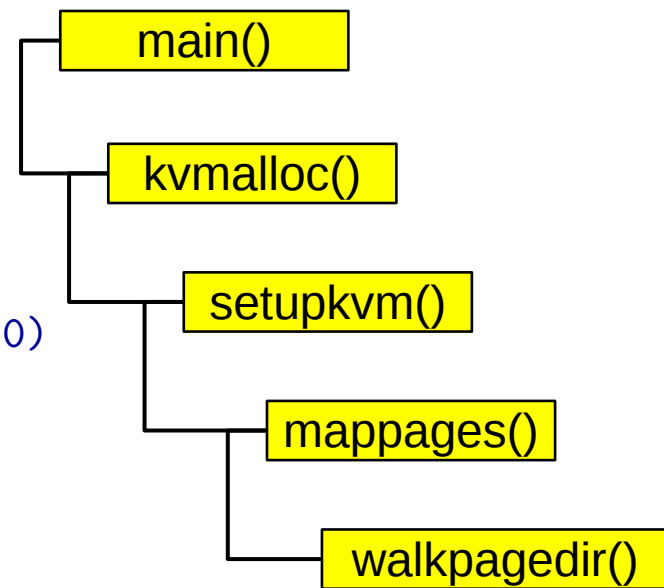 main()
kvmalloc()
setupkvm()
0)
mappages()
walkpagedir()